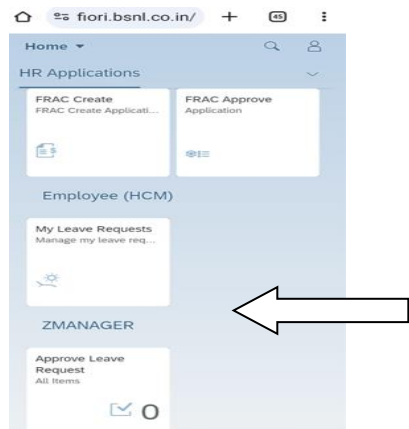 fiori.bsnl.co.in/ + 45
Home
HR Applications
FRAC Create
FRAC Create Applicati...
FRAC Approve
Application
Employee (HCM)
My Leave Requests
Manage my leave req...
ZMANAGER
Approve Leave
Request
All Items
0